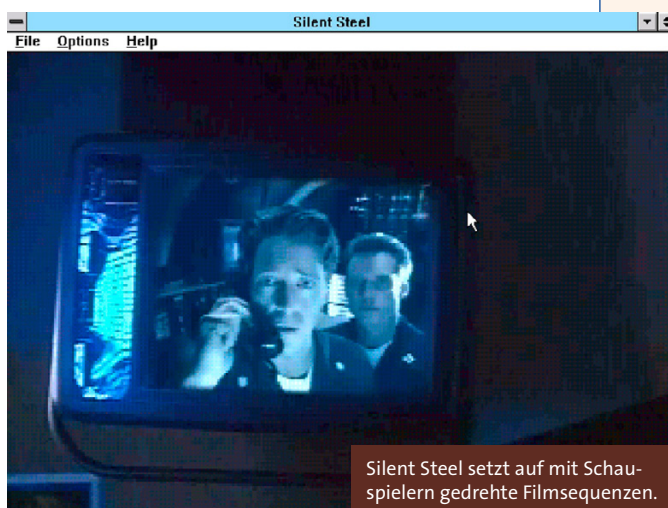 Silent Steel
File Options Help
Silent Steel setzt auf mit Schau-
spielern gedrehte Filmsequenzen.